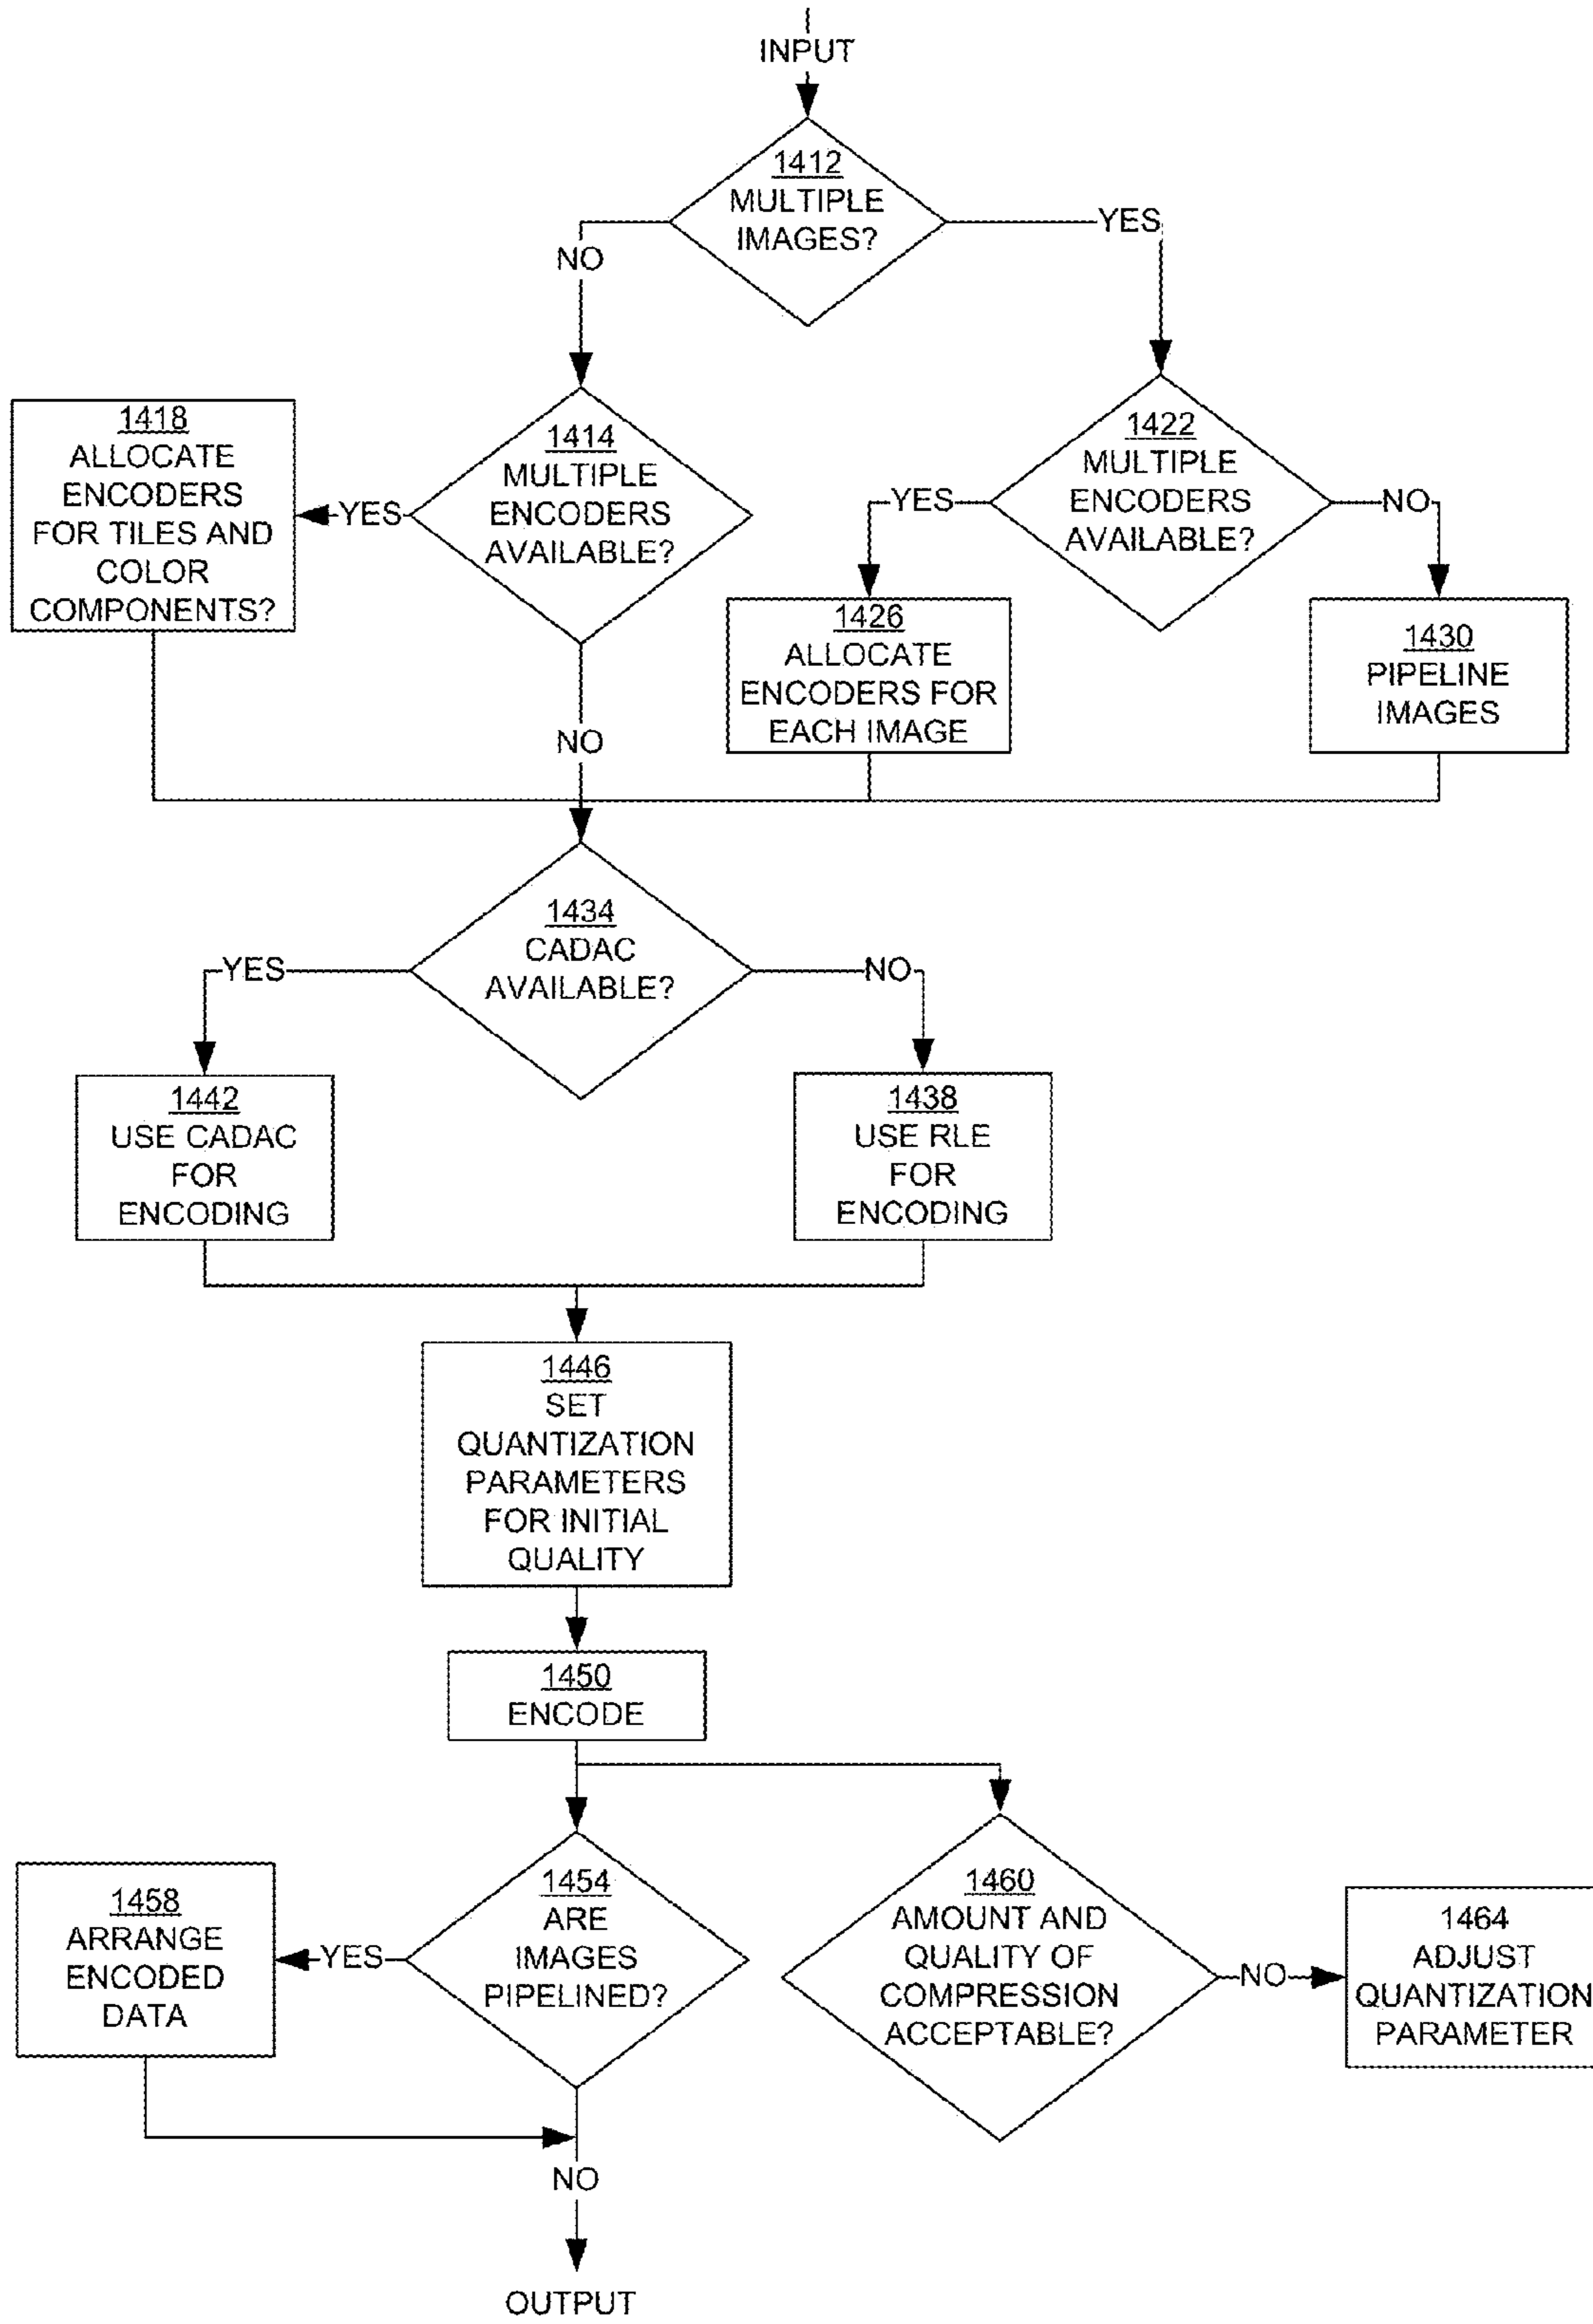 INPUT
1412
MULTIPLE
IMAGES?
NO
YES
1418
ALLOCATE
ENCODERS
FOR TILES AND
COLOR
COMPONENTS?
YES
1414
MULTIPLE
ENCODERS
AVAILABLE?
NO
1422
MULTIPLE
ENCODERS
AVAILABLE?
YES
NO
1426
ALLOCATE
ENCODERS FOR
EACH IMAGE
1430
PIPELINE
IMAGES
1434
CADAC
AVAILABLE?
YES
NO
1442
USE CADAC
FOR
ENCODING
1438
USE RLE
FOR
ENCODING
1446
SET
QUANTIZATION
PARAMETERS
FOR INITIAL
QUALITY
1450
ENCODE
1458
ARRANGE
ENCODED
DATA
YES
1454
ARE
IMAGES
PIPELINED?
1460
AMOUNT AND
QUALITY OF
COMPRESSION
ACCEPTABLE?
NO
1464
ADJUST
QUANTIZATION
PARAMETER
NO
OUTPUT